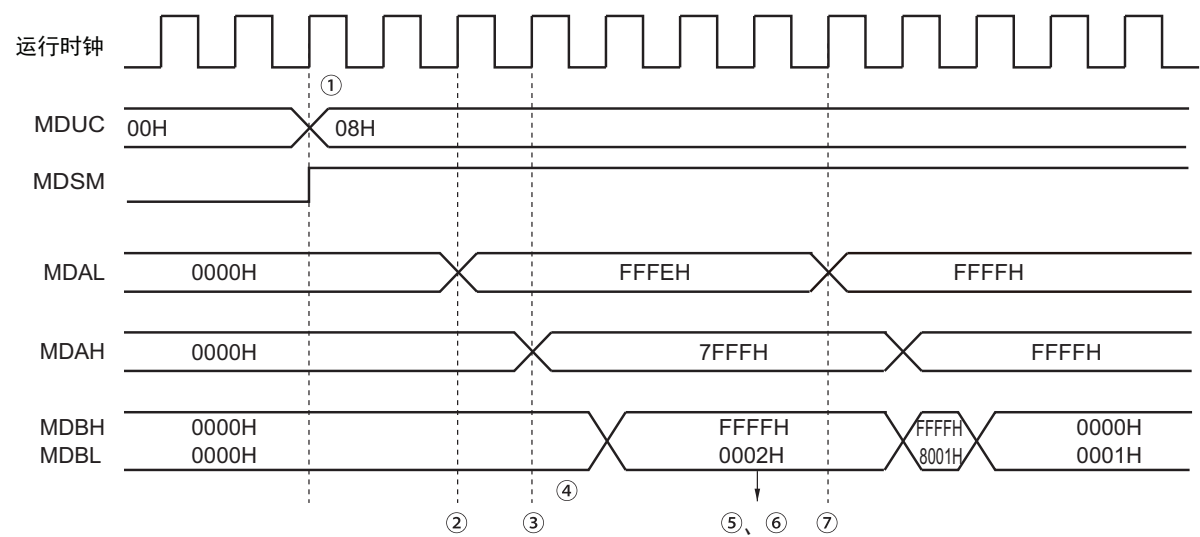 运行时钟
①
MDUC 00H 08H
MDSM
MDAL 0000H FFFEH FFFFH
MDAH 0000H 7FFFH FFFFH
MDBH 0000H FFFFH FFFFH 0000H
MDBL 0000H 0002H 8001H 0001H
④
② ③ ⑤、⑥ ⑦